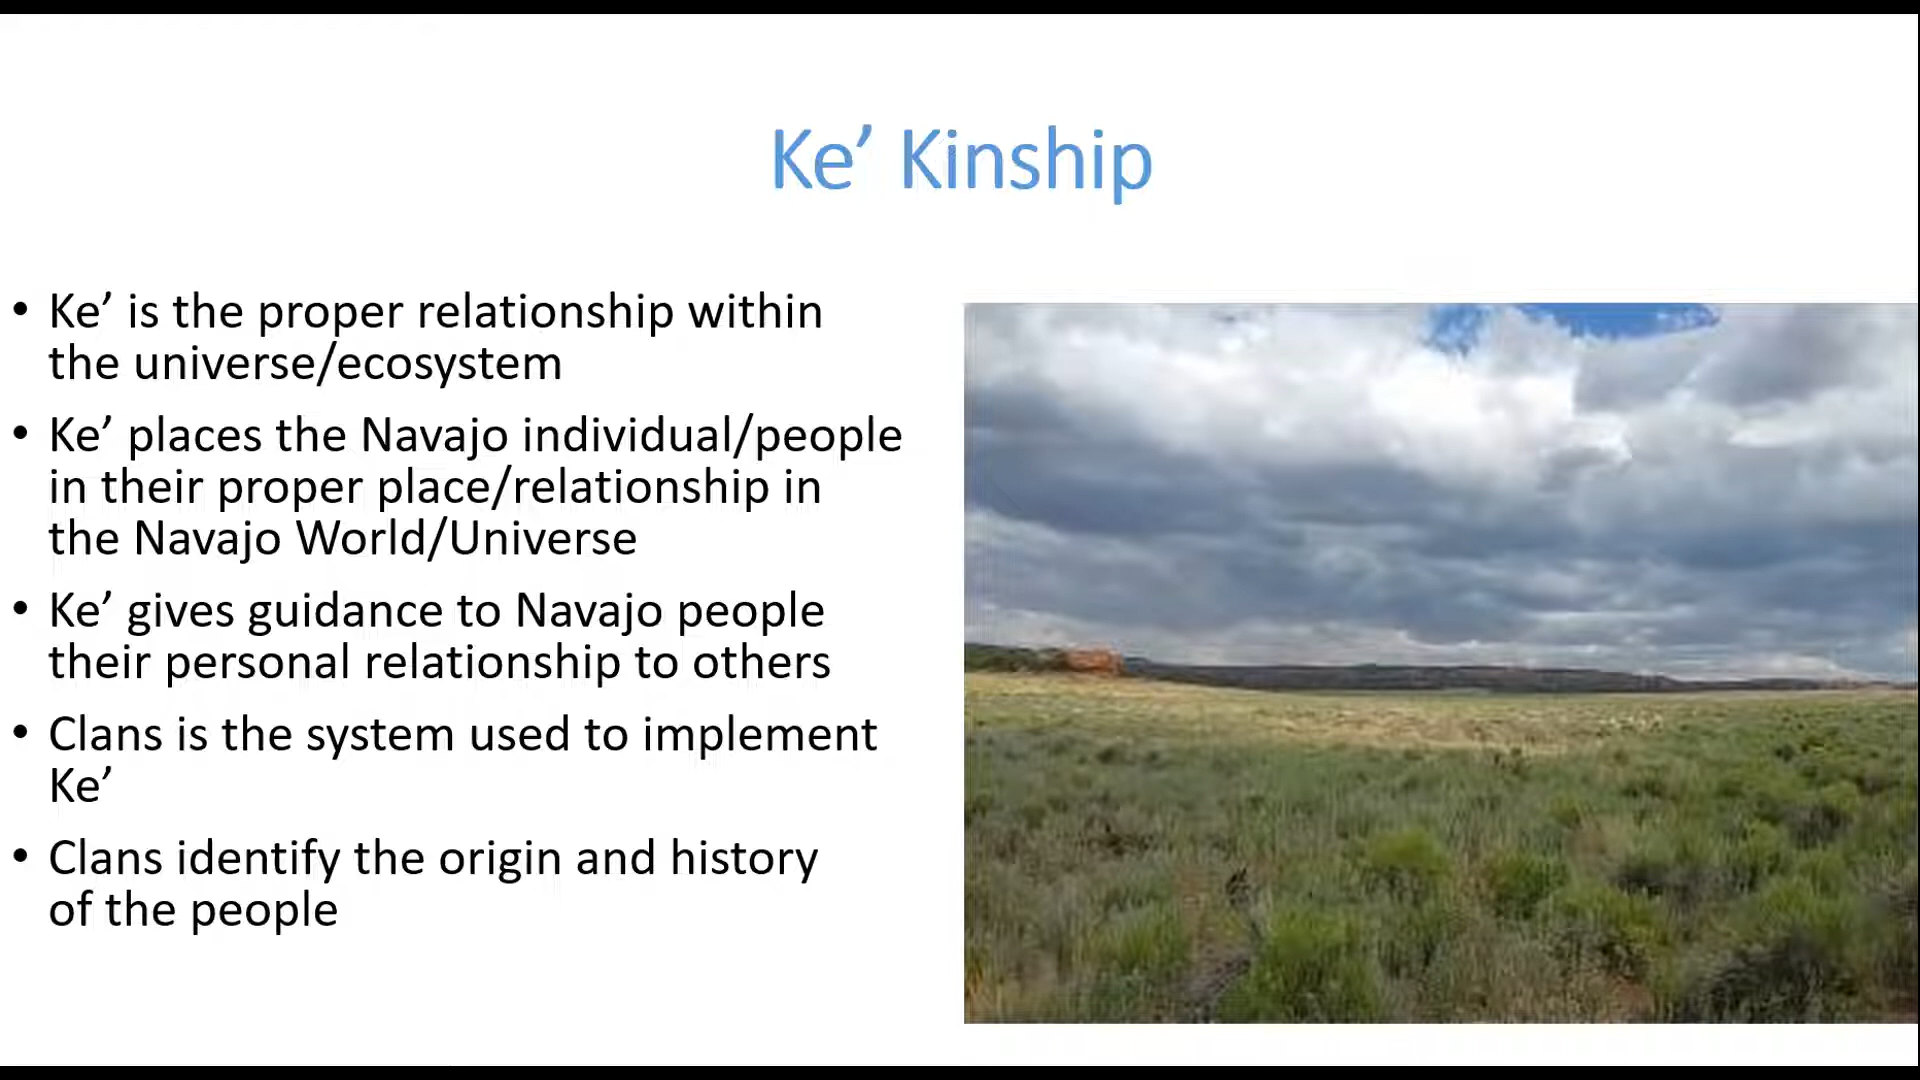 Ke’ Kinship
• Ke’ is the proper relationship within
the universe/ecosystem
• Ke’ places the Navajo individual/people
in their proper place/relationship in
the Navajo World/Universe
• Ke’ gives guidance to Navajo people
their personal relationship to others
• Clans is the system used to implement
Ke’
• Clans identify the origin and history
of the people